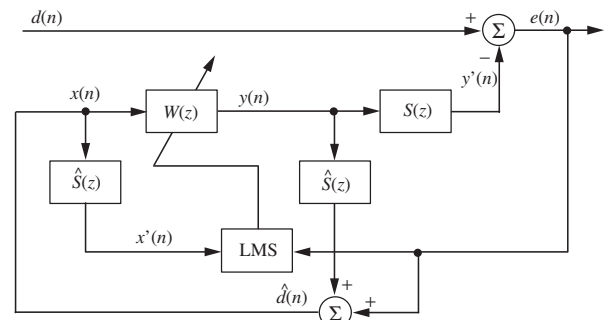 d(n)
+
Σ
e(n)
−
y'(n)
x(n)
W(z)
y(n)
S(z)
Ŝ(z)
Ŝ(z)
x'(n)
LMS
d̂(n)
+
+
Σ